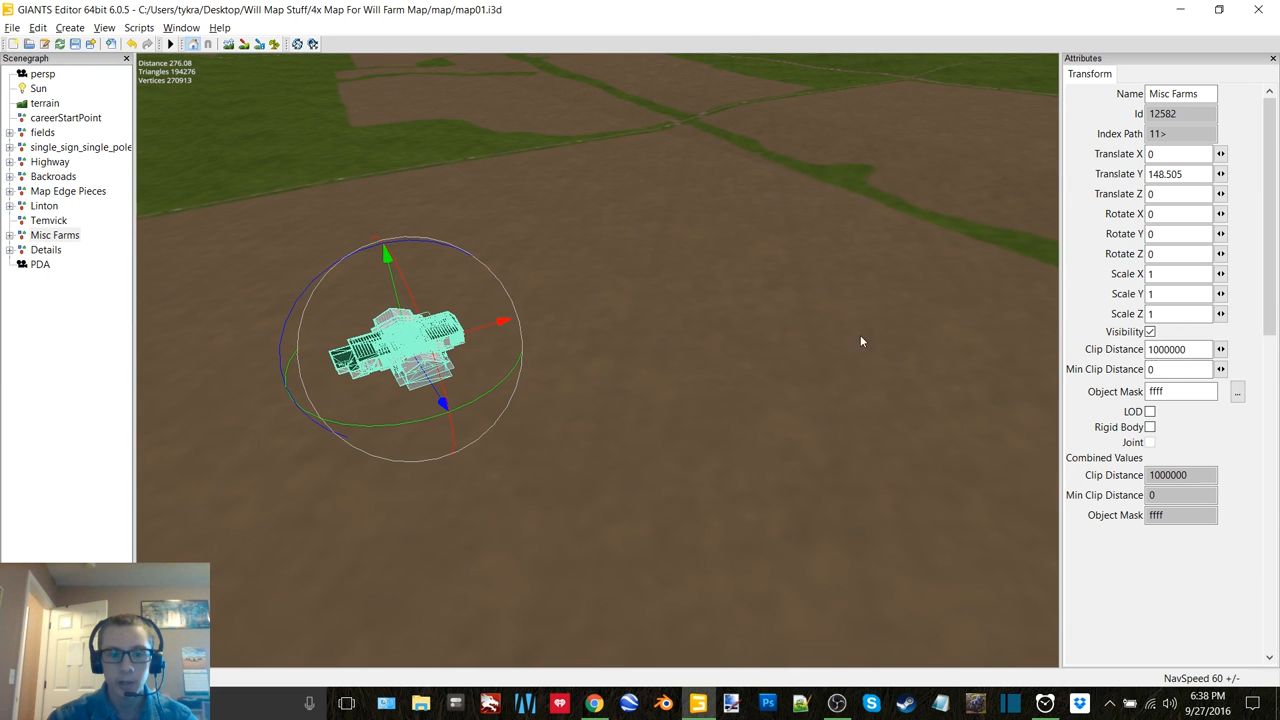 GIANTS Editor 64bit 6.0.5 - C:/Users/tykra/Desktop/Will Map Stuff/4x Map For Will Farm Map/map/map01.i3d
File Edit Create View Scripts Window Help
Scenegraph
persp
Sun
terrain
careerStartPoint
fields
single_sign_single_pole
Highway
Backroads
Map Edge Pieces
Linton
Temvick
Misc Farms
Details
PDA
Distance 276.08
Triangles 194276
Vertices 270913
Attributes
Transform
Name Misc Farms
Id 12582
Index Path 11>
Translate X 0
Translate Y 148.505
Translate Z 0
Rotate X 0
Rotate Y 0
Rotate Z 0
Scale X 1
Scale Y 1
Scale Z 1
Visibility
Clip Distance 1000000
Min Clip Distance 0
Object Mask ffff ...
LOD
Rigid Body
Joint
Combined Values
Clip Distance 1000000
Min Clip Distance 0
Object Mask ffff
NavSpeed 60 +/-
6:38 PM
9/27/2016